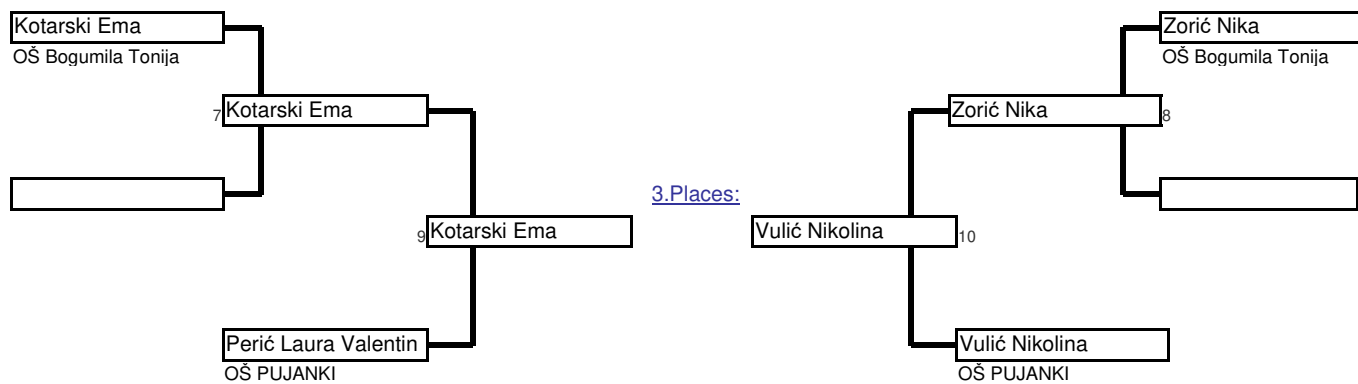 Kotarski Ema
OŠ Bogumila Tonija
7 Kotarski Ema
9 Kotarski Ema
Perić Laura Valentin
OŠ PUJANKI
3.Places:
Zorić Nika
OŠ Bogumila Tonija
Zorić Nika 8
Vulić Nikolina 10
Vulić Nikolina
OŠ PUJANKI